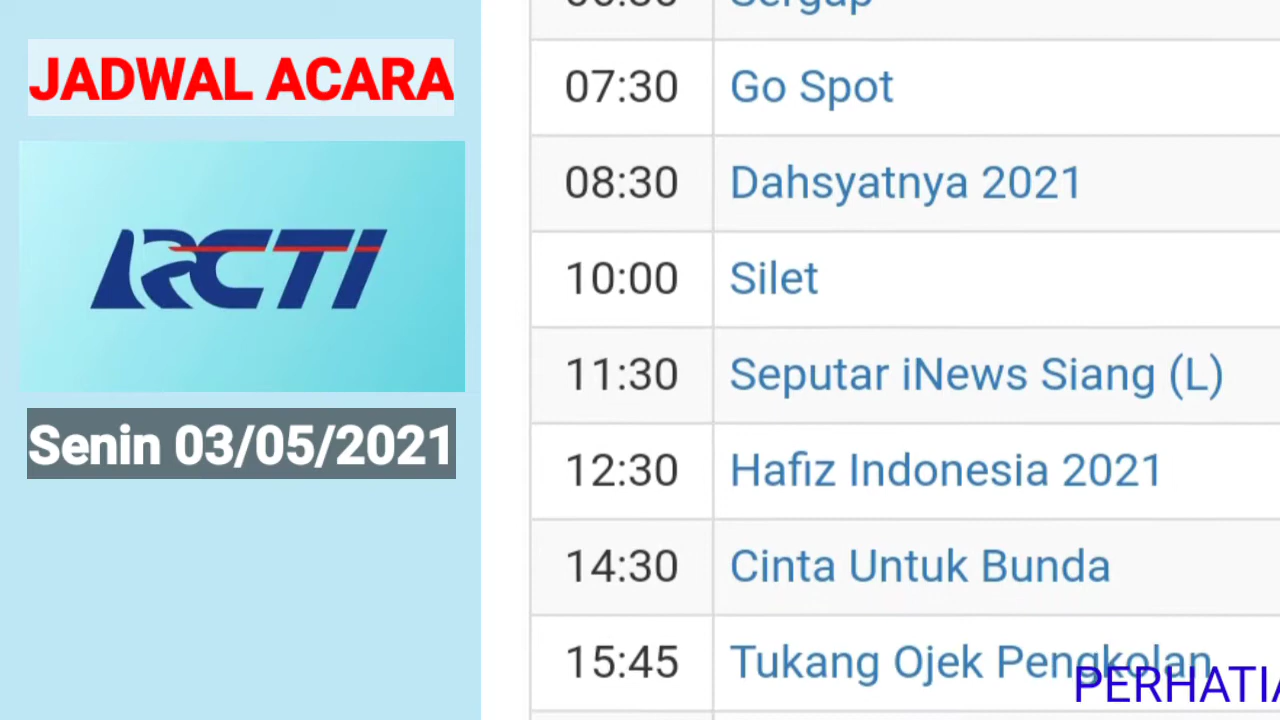 JADWAL ACARA
RCTI
Senin 03/05/2021
Sergap
07:30 Go Spot
08:30 Dahsyatnya 2021
10:00 Silet
11:30 Seputar iNews Siang (L)
12:30 Hafiz Indonesia 2021
14:30 Cinta Untuk Bunda
15:45 Tukang Ojek Pengkolan